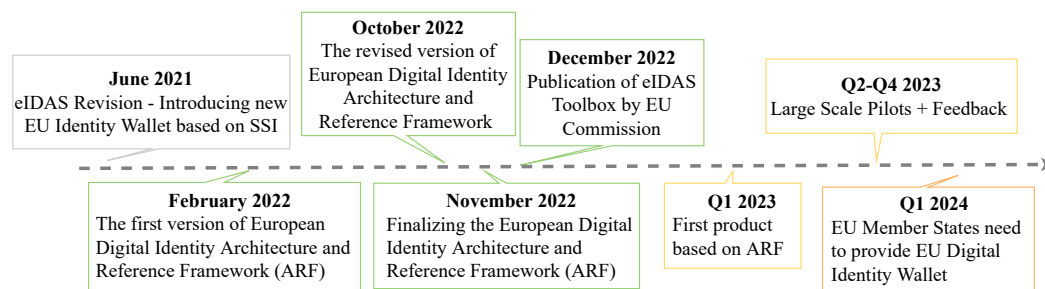 June 2021
eIDAS Revision - Introducing new
EU Identity Wallet based on SSI
October 2022
The revised version of
European Digital Identity
Architecture and
Reference Framework
December 2022
Publication of eIDAS
Toolbox by EU
Commission
Q2-Q4 2023
Large Scale Pilots + Feedback
February 2022
The first version of European
Digital Identity Architecture and
Reference Framework (ARF)
November 2022
Finalizing the European Digital
Identity Architecture and
Reference Framework (ARF)
Q1 2023
First product
based on ARF
Q1 2024
EU Member States need
to provide EU Digital
Identity Wallet